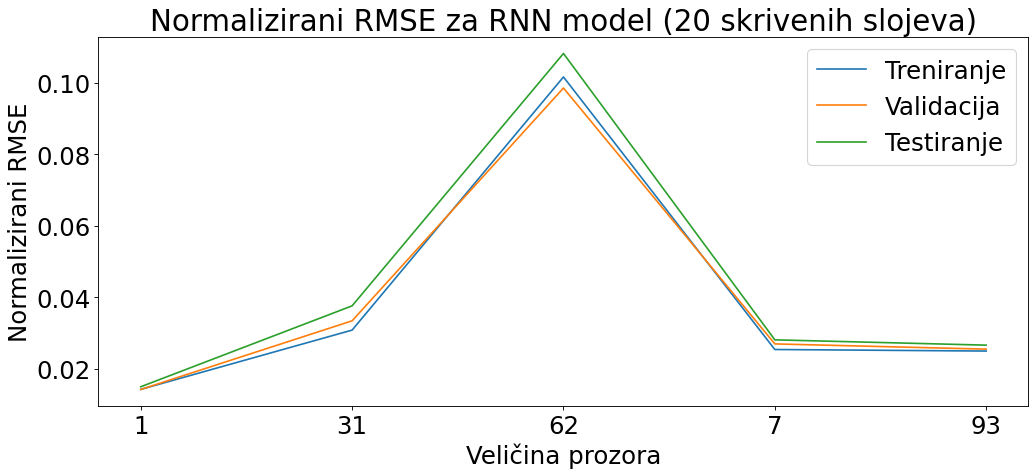 Normalizirani RMSE za RNN model (20 skrivenih slojeva)
Normalizirani RMSE
0.10
0.08
0.06
0.04
0.02
Treniranje
Validacija
Testiranje
1 31 62 7 93
Veličina prozora